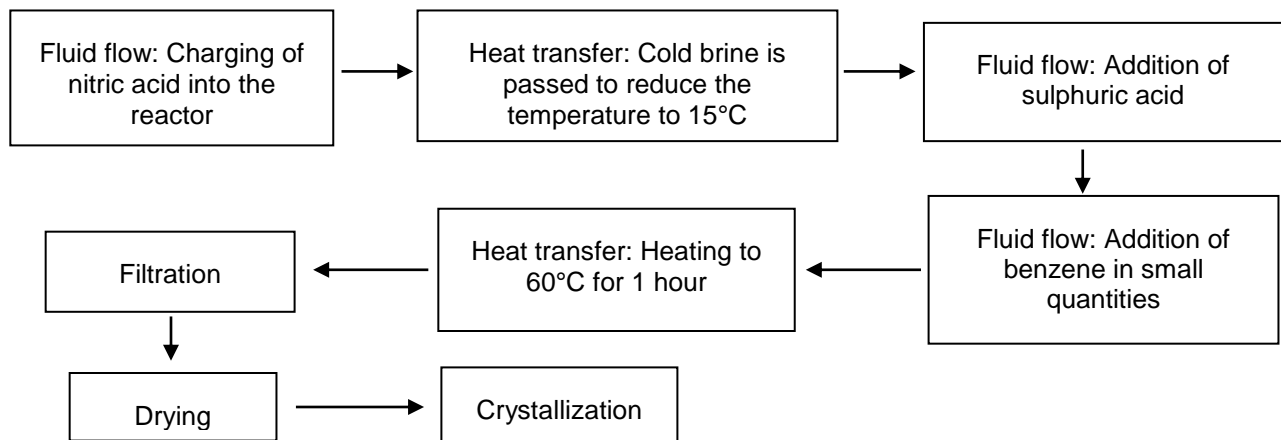 Fluid flow: Charging of
nitric acid into the
reactor
Heat transfer: Cold brine is
passed to reduce the
temperature to 15°C
Fluid flow: Addition of
sulphuric acid
Fluid flow: Addition of
benzene in small
quantities
Heat transfer: Heating to
60°C for 1 hour
Filtration
Drying
Crystallization